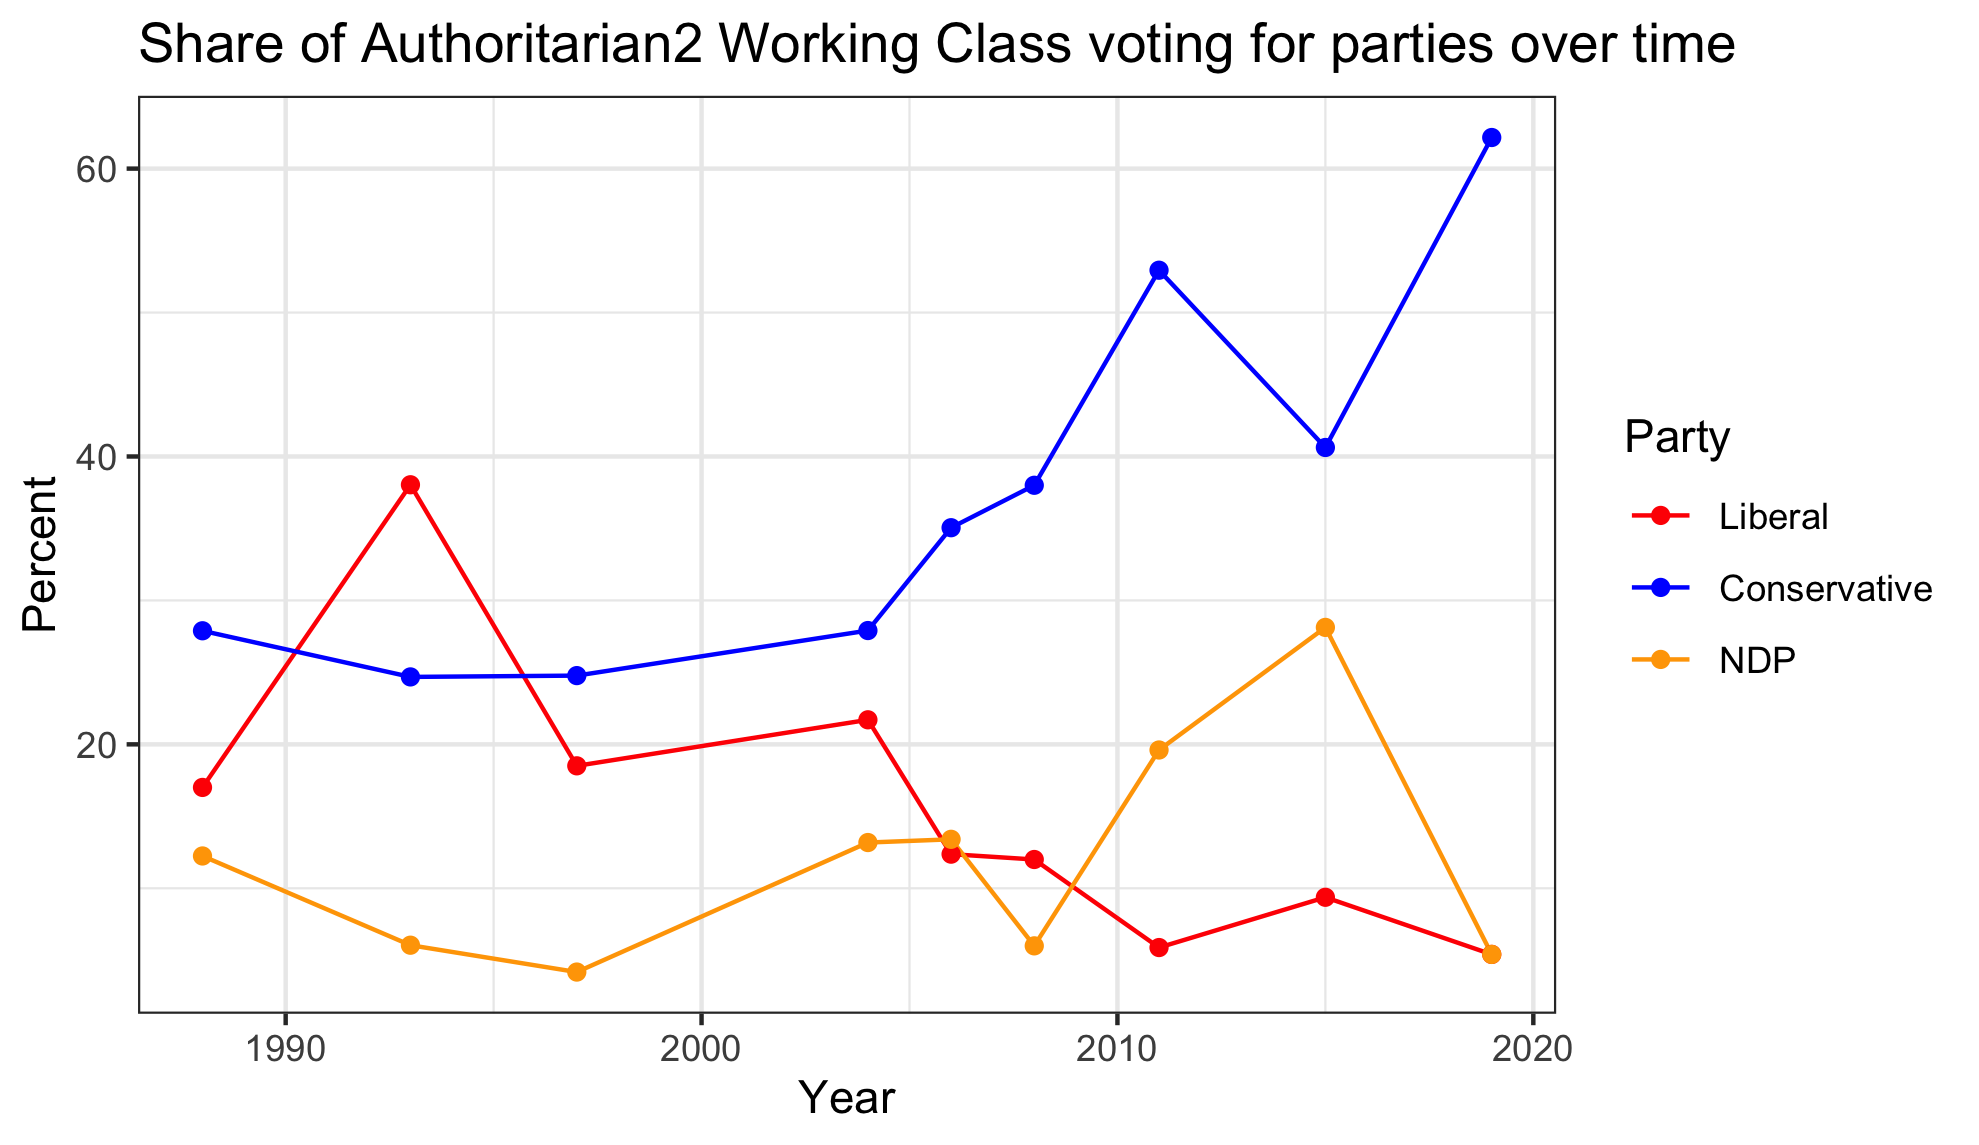 Share of Authoritarian2 Working Class voting for parties over time
60
40
20
Percent
1990
2000
2010
2020
Year
Party
Liberal
Conservative
NDP